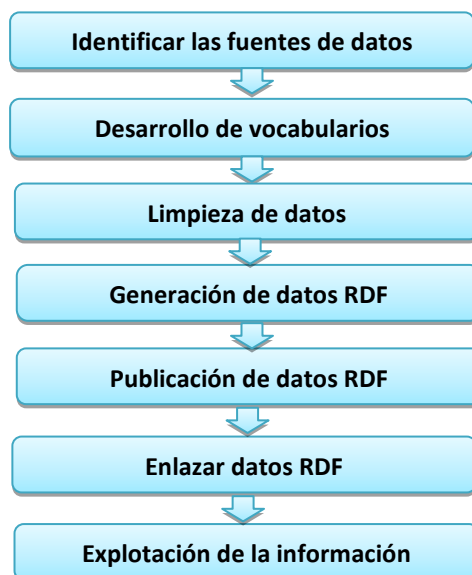 Identificar las fuentes de datos
Desarrollo de vocabularios
Limpieza de datos
Generación de datos RDF
Publicación de datos RDF
Enlazar datos RDF
Explotación de la información